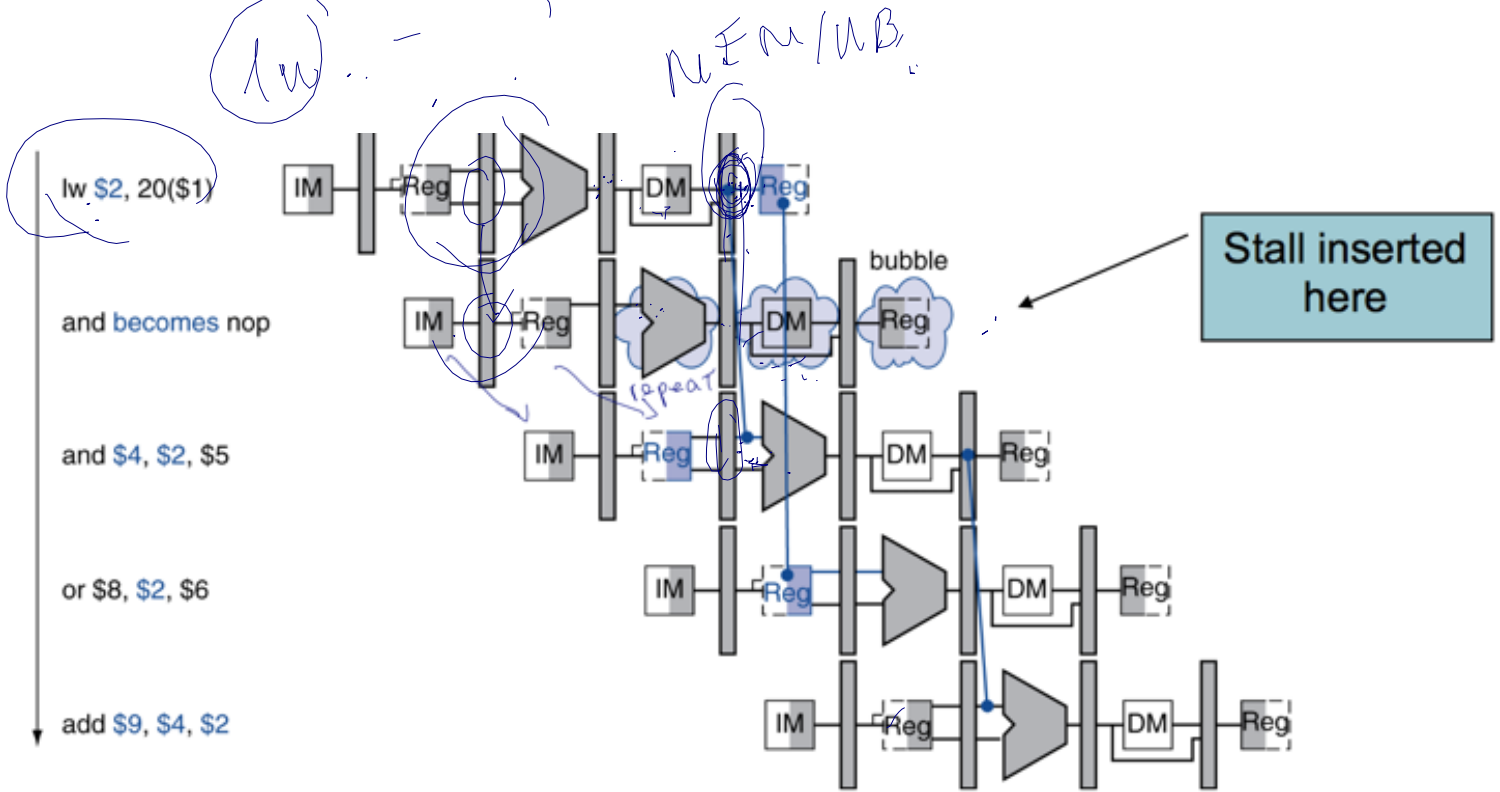 lw
MEM/WB
lw $2, 20($1)
IM Reg DM Reg
bubble
Stall inserted
here
and becomes nop
IM Reg DM Reg
repeat
and $4, $2, $5
IM Reg DM Reg
or $8, $2, $6
IM Reg DM Reg
add $9, $4, $2
IM Reg DM Reg